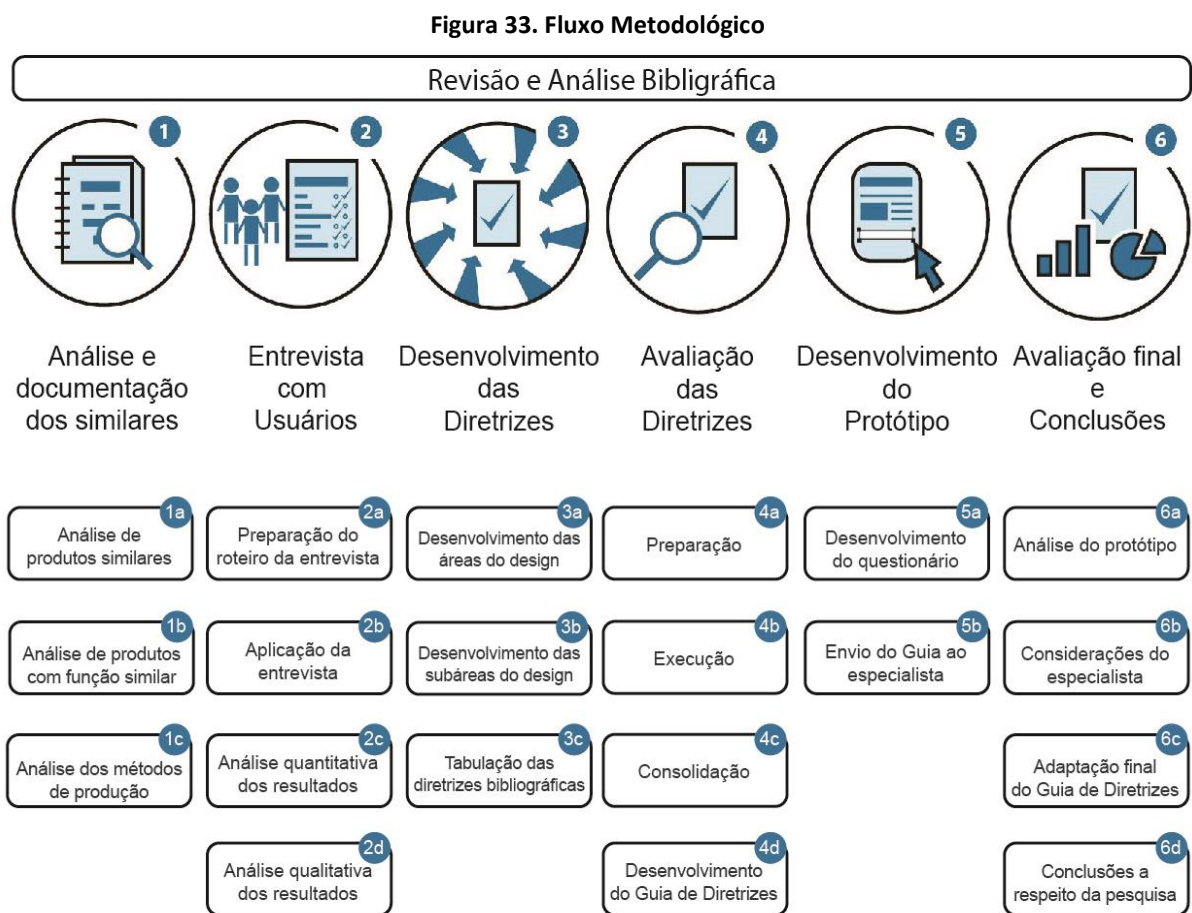 Figura 33. Fluxo Metodológico
Revisão e Análise Bibligráfica
1
2
3
4
5
6
Análise e
documentação
dos similares
Entrevista
com
Usuários
Desenvolvimento
das
Diretrizes
Avaliação
das
Diretrizes
Desenvolvimento
do
Protótipo
Avaliação final
e
Conclusões
1a
Análise de
produtos similares
2a
Preparação do
roteiro da entrevista
3a
Desenvolvimento das
áreas do design
4a
Preparação
5a
Desenvolvimento
do questionário
6a
Análise do protótipo
1b
Análise de produtos
com função similar
2b
Aplicação da
entrevista
3b
Desenvolvimento das
subáreas do design
4b
Execução
5b
Envio do Guia ao
especialista
6b
Considerações do
especialista
1c
Análise dos métodos
de produção
2c
Análise quantitativa
dos resultados
3c
Tabulação das
diretrizes bibliográficas
4c
Consolidação
6c
Adaptação final
do Guia de Diretrizes
2d
Análise qualitativa
dos resultados
4d
Desenvolvimento
do Guia de Diretrizes
6d
Conclusões a
respeito da pesquisa